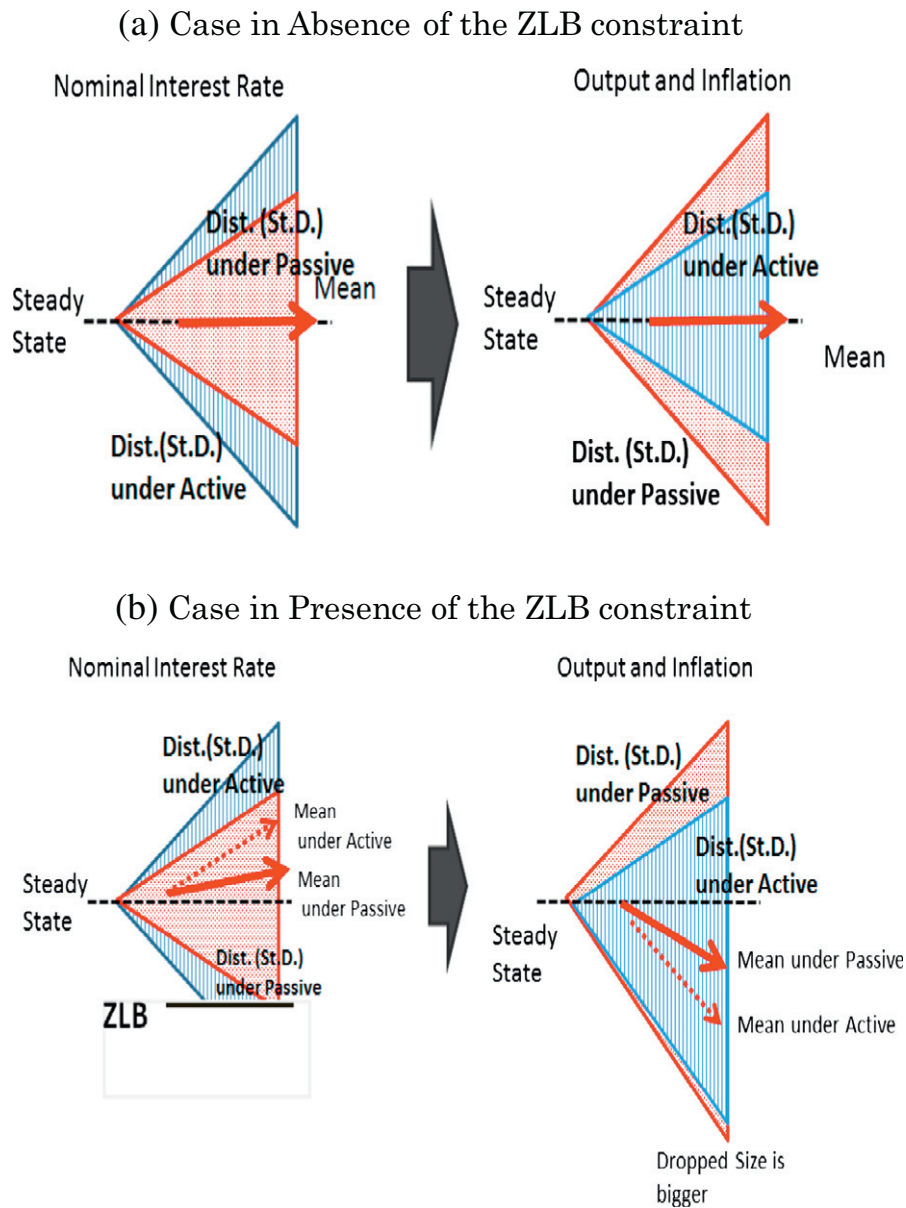 (a) Case in Absence of the ZLB constraint
Nominal Interest Rate
Dist. (St.D.)
under Passive
Mean
Steady
State
Dist.(St.D.)
under Active
Output and Inflation
Dist.(St.D.)
under Active
Steady
State
Mean
Dist. (St.D.)
under Passive
(b) Case in Presence of the ZLB constraint
Nominal Interest Rate
Dist.(St.D.)
under Active
Mean
under Active
Steady
State
Mean
under Passive
Dist. (St.D.)
under Passive
ZLB
Output and Inflation
Dist. (St.D.)
under Passive
Dist.(St.D.)
under Active
Steady
State
Mean under Passive
Mean under Active
Dropped Size is
bigger